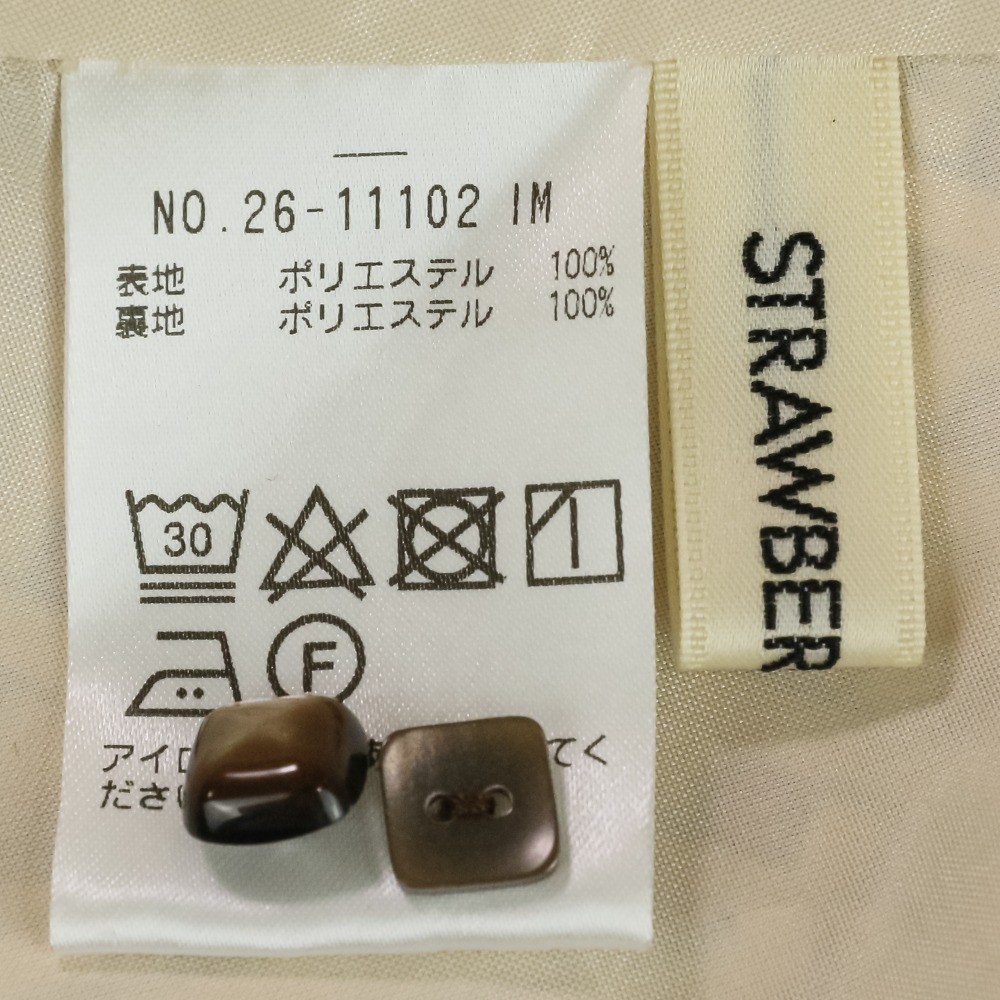 NO.26-11102 IM
表地 ポリエステル 100%
裏地 ポリエステル 100%
30
F
アイロ てく
ださい
STRAWBER